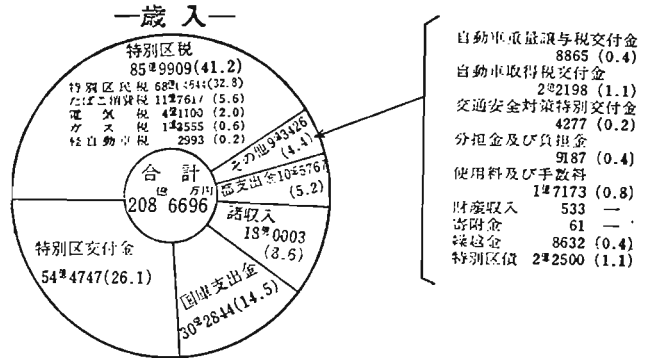 —歳入—
特別区税
85億9909(41.2)
特別区民税 68億 (32.8)
たばこ消費税 11億7617 (5.6)
電気税 4億1100 (2.0)
ガス税 1億3555 (0.6)
軽自動車税 2993 (0.2)
その他9億3426
(4.4)
都支出金10億5767
(5.2)
諸収入
18億0003
(8.6)
国庫支出金
30億2844(14.5)
特別区交付金
54億4747(26.1)
合計
億 万円
208 6696
自動車重量譲与税交付金
8865 (0.4)
自動車取得税交付金
2億2198 (1.1)
交通安全対策特別交付金
4277 (0.2)
分担金及び負担金
9187 (0.4)
使用料及び手数料
1億7173 (0.8)
財産収入 533 —
寄附金 61 —
繰越金 8632 (0.4)
特別区債 2億2500 (1.1)